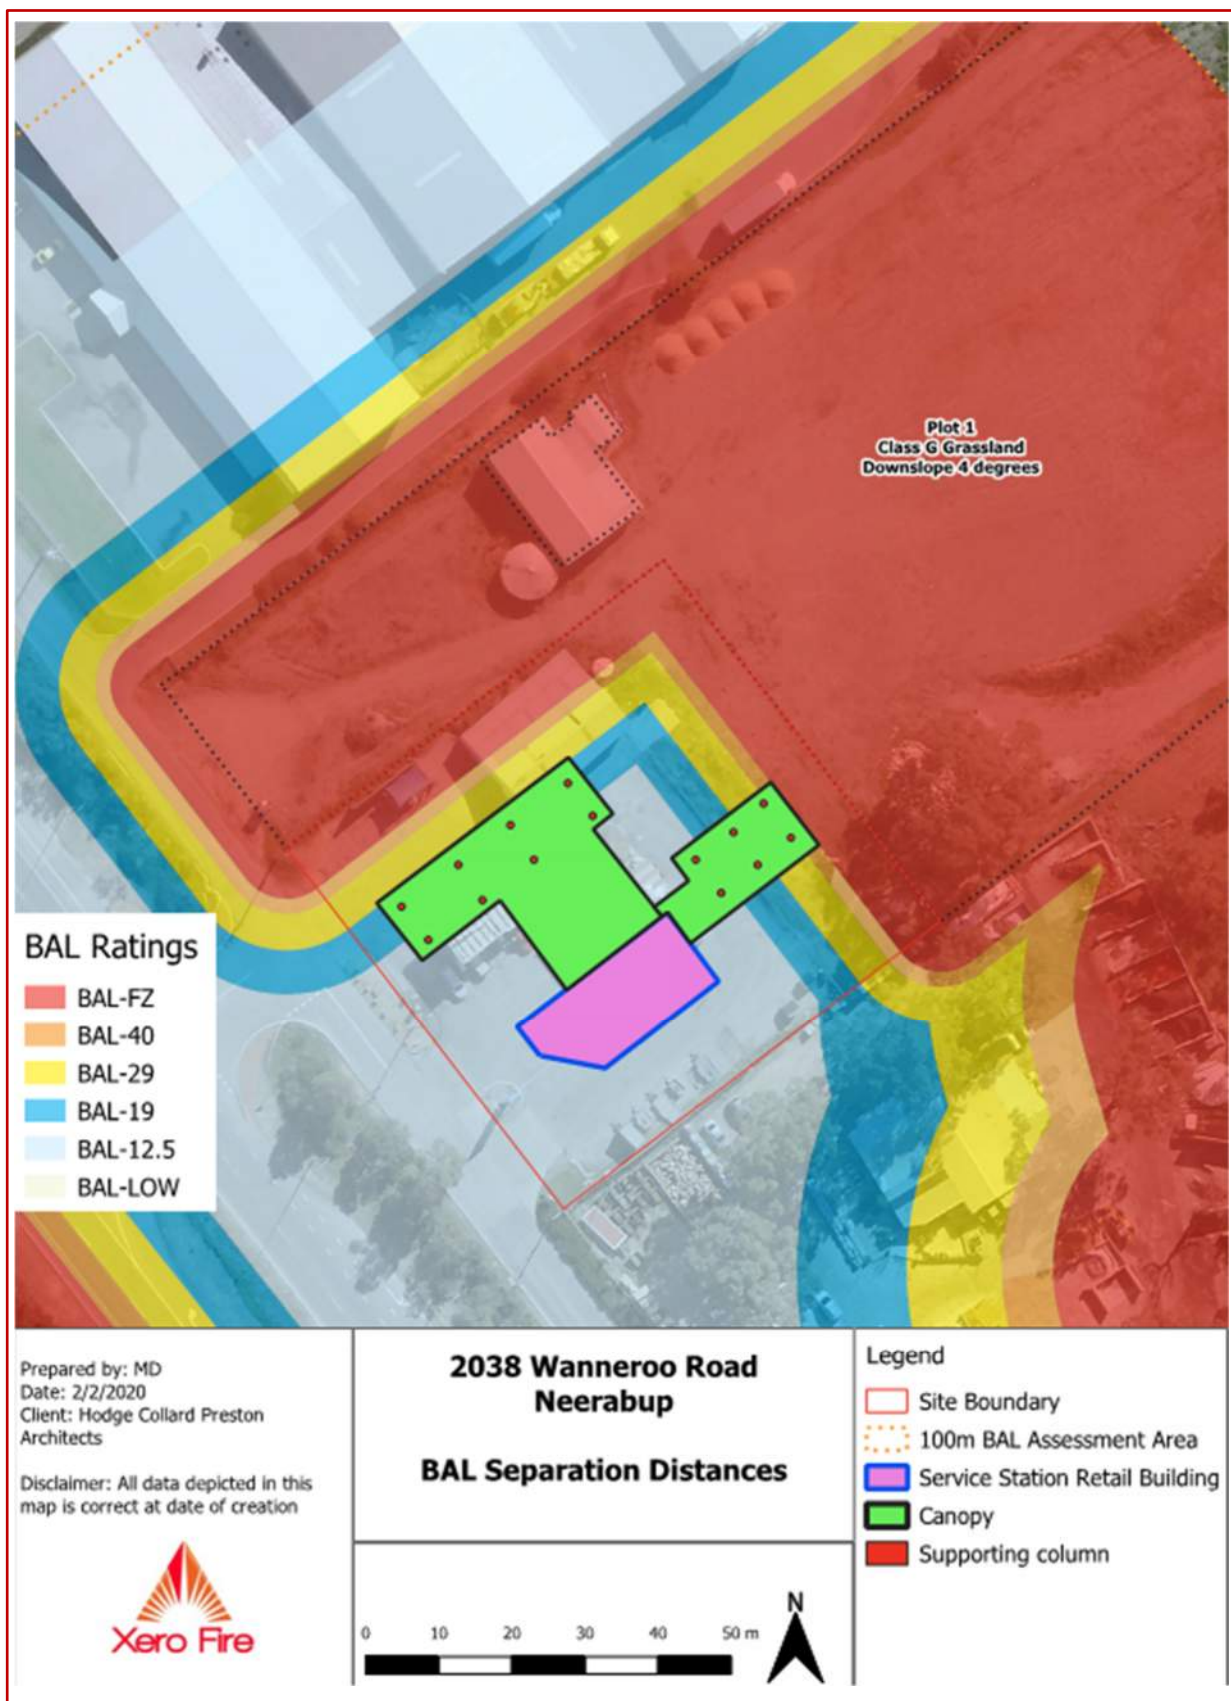 Plot 1
Class G Grassland
Downslope 4 degrees
BAL Ratings
BAL-FZ
BAL-40
BAL-29
BAL-19
BAL-12.5
BAL-LOW
Prepared by: MD
Date: 2/2/2020
Client: Hodge Collard Preston
Architects
Disclaimer: All data depicted in this
map is correct at date of creation
Xero Fire
2038 Wanneroo Road
Neerabup
BAL Separation Distances
0 10 20 30 40 50 m
N
Legend
Site Boundary
100m BAL Assessment Area
Service Station Retail Building
Canopy
Supporting column